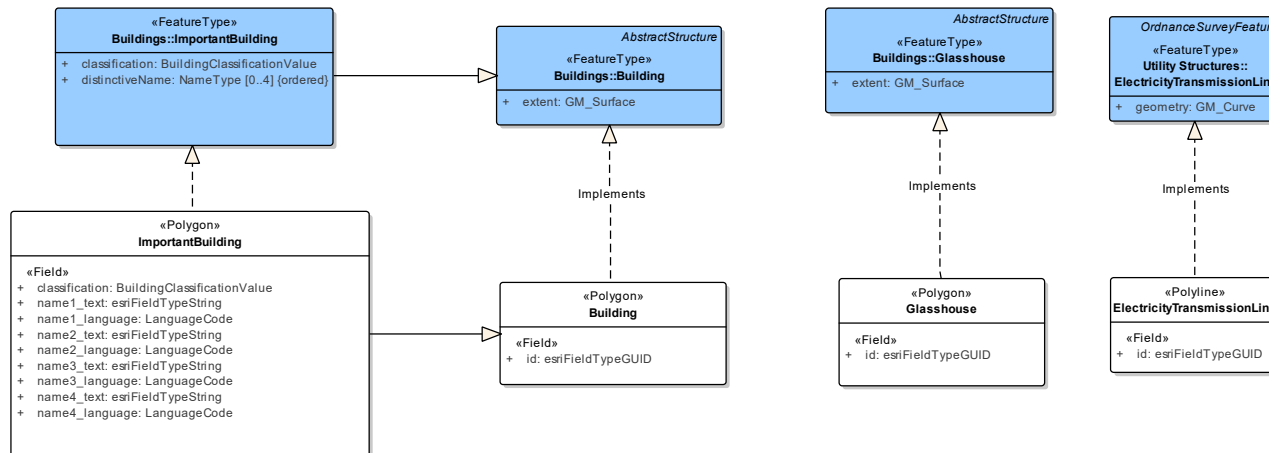 «FeatureType»
Buildings::ImportantBuilding
+ classification: BuildingClassificationValue
+ distinctiveName: NameType [0..4] {ordered}
AbstractStructure
«FeatureType»
Buildings::Building
+ extent: GM_Surface
AbstractStructure
«FeatureType»
Buildings::Glasshouse
+ extent: GM_Surface
OrdnanceSurveyFeatur
«FeatureType»
Utility Structures::
ElectricityTransmissionLin
+ geometry: GM_Curve
Implements
Implements
Implements
«Polygon»
ImportantBuilding
«Field»
+ classification: BuildingClassificationValue
+ name1_text: esriFieldTypeString
+ name1_language: LanguageCode
+ name2_text: esriFieldTypeString
+ name2_language: LanguageCode
+ name3_text: esriFieldTypeString
+ name3_language: LanguageCode
+ name4_text: esriFieldTypeString
+ name4_language: LanguageCode
«Polygon»
Building
«Field»
+ id: esriFieldTypeGUID
«Polygon»
Glasshouse
«Field»
+ id: esriFieldTypeGUID
«Polyline»
ElectricityTransmissionLin
«Field»
+ id: esriFieldTypeGUID